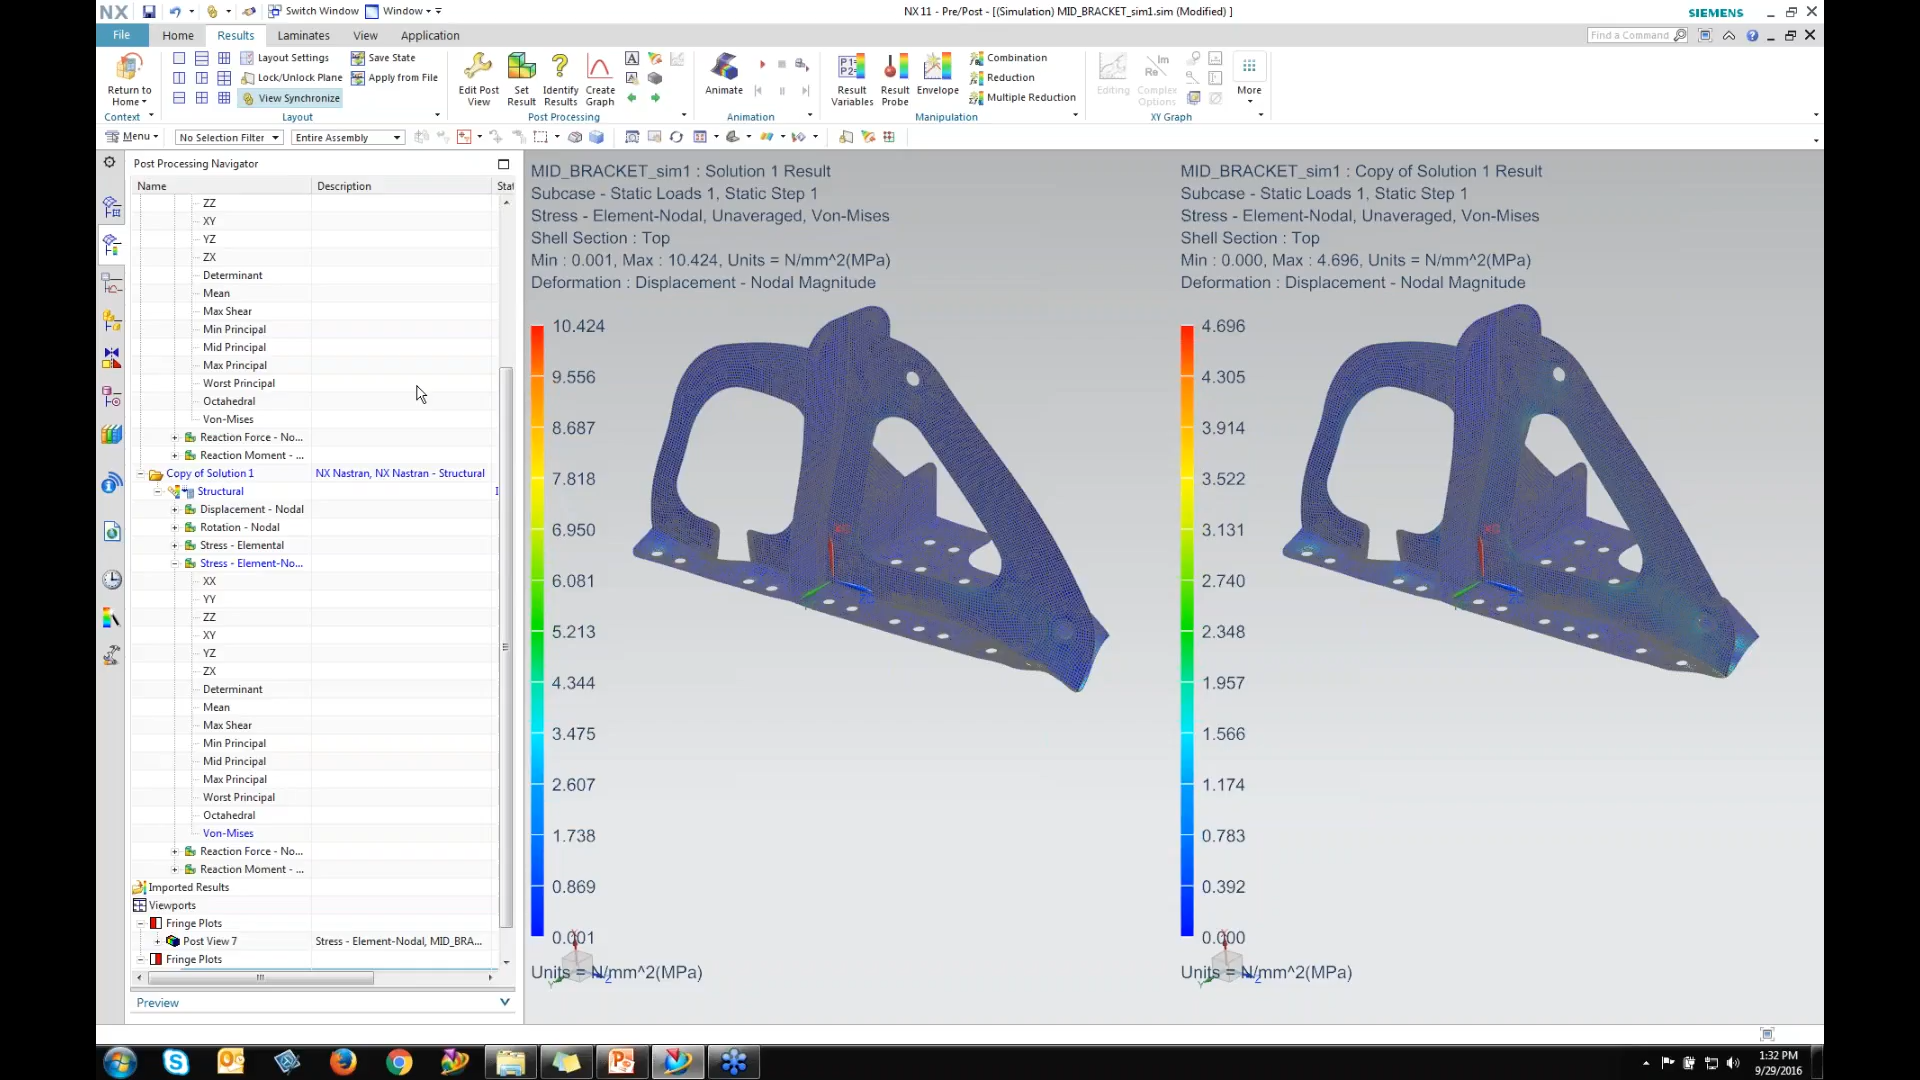 NX Switch Window Window NX 11 - Pre/Post - [(Simulation) MID_BRACKET_sim1.sim (Modified) ] SIEMENS
File Home Results Laminates View Application Find a Command
Layout Settings Save State
Lock/Unlock Plane Apply from File
View Synchronize
Return to Home
Edit Post View
Set Result
Identify Results
Create Graph
Animate
Result Variables
Result Probe
Envelope
Combination
Reduction
Multiple Reduction
Editing
Complex Options
More
Context Layout Post Processing Animation Manipulation XY Graph
Menu No Selection Filter Entire Assembly
Post Processing Navigator
Name Description Stat
ZZ
XY
YZ
ZX
Determinant
Mean
Max Shear
Min Principal
Mid Principal
Max Principal
Worst Principal
Octahedral
Von-Mises
Reaction Force - No...
Reaction Moment - ...
Copy of Solution 1 NX Nastran, NX Nastran - Structural
Structural
Displacement - Nodal
Rotation - Nodal
Stress - Elemental
Stress - Element-No...
XX
YY
ZZ
XY
YZ
ZX
Determinant
Mean
Max Shear
Min Principal
Mid Principal
Max Principal
Worst Principal
Octahedral
Von-Mises
Reaction Force - No...
Reaction Moment - ...
Imported Results
Viewports
Fringe Plots
Post View 7 Stress - Element-Nodal, MID_BRA...
Fringe Plots
Preview
MID_BRACKET_sim1 : Solution 1 Result
Subcase - Static Loads 1, Static Step 1
Stress - Element-Nodal, Unaveraged, Von-Mises
Shell Section : Top
Min : 0.001, Max : 10.424, Units = N/mm^2(MPa)
Deformation : Displacement - Nodal Magnitude
10.424
9.556
8.687
7.818
6.950
6.081
5.213
4.344
3.475
2.607
1.738
0.869
0.001
Units = N/mm^2(MPa)
MID_BRACKET_sim1 : Copy of Solution 1 Result
Subcase - Static Loads 1, Static Step 1
Stress - Element-Nodal, Unaveraged, Von-Mises
Shell Section : Top
Min : 0.000, Max : 4.696, Units = N/mm^2(MPa)
Deformation : Displacement - Nodal Magnitude
4.696
4.305
3.914
3.522
3.131
2.740
2.348
1.957
1.566
1.174
0.783
0.392
0.000
Units = N/mm^2(MPa)
1:32 PM
9/29/2016